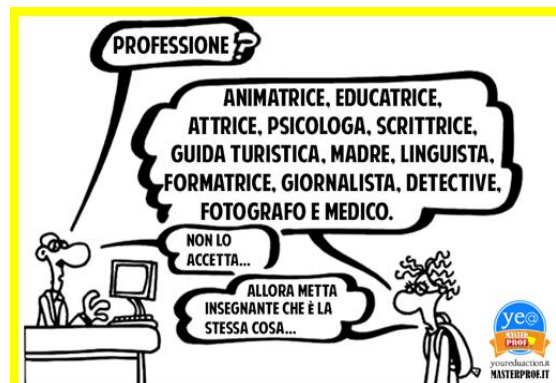 PROFESSIONE?
ANIMATRICE, EDUCATRICE,
ATTRICE, PSICOLOGA, SCRITTRICE,
GUIDA TURISTICA, MADRE, LINGUISTA,
FORMATRICE, GIORNALISTA, DETECTIVE,
FOTOGRAFO E MEDICO.
NON LO
ACCETTA...
ALLORA METTA
INSEGNANTE CHE È LA
STESSA COSA...
ye@
MASTER
PROF
youreduaction.it
MASTERPROF.IT